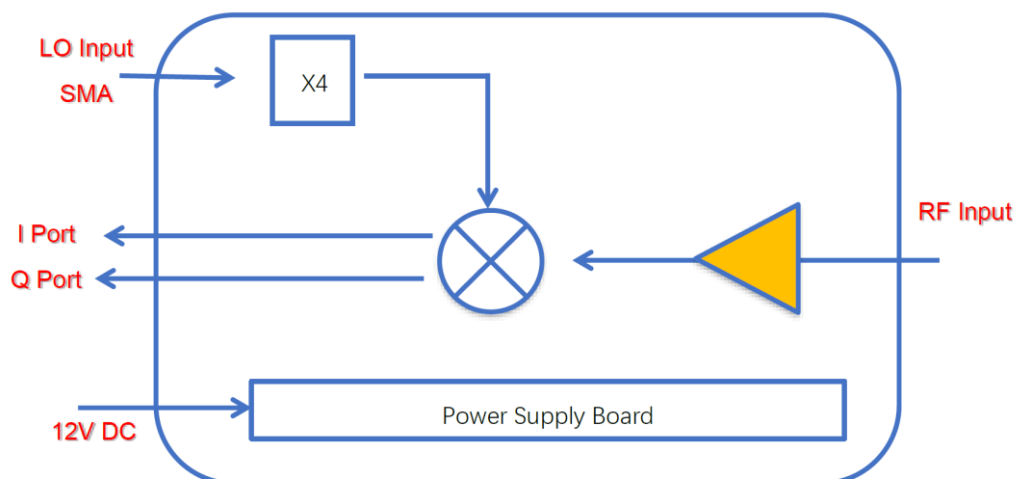 LO Input
SMA
X4
I Port
Q Port
RF Input
12V DC
Power Supply Board